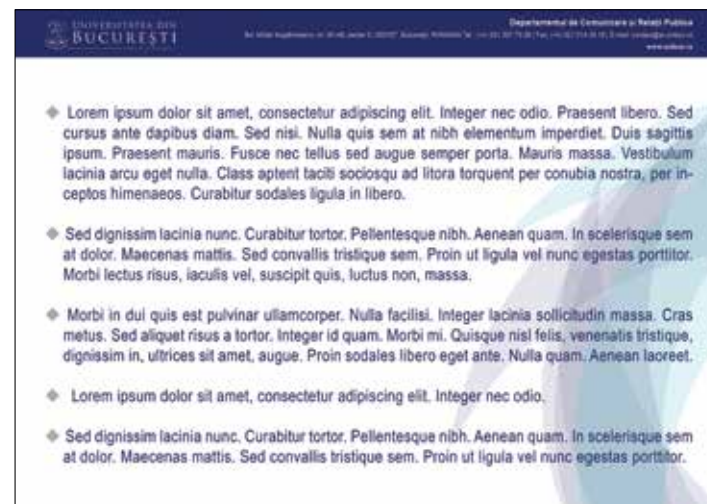 UNIVERSITATEA DIN
BUCUREȘTI
Departamentul de Comunicare și Relații Publice
◆ Lorem ipsum dolor sit amet, consectetur adipiscing elit. Integer nec odio. Praesent libero. Sed
cursus ante dapibus diam. Sed nisi. Nulla quis sem at nibh elementum imperdiet. Duis sagittis
ipsum. Praesent mauris. Fusce nec tellus sed augue semper porta. Mauris massa. Vestibulum
lacinia arcu eget nulla. Class aptent taciti sociosqu ad litora torquent per conubia nostra, per in-
ceptos himenaeos. Curabitur sodales ligula in libero.
◆ Sed dignissim lacinia nunc. Curabitur tortor. Pellentesque nibh. Aenean quam. In scelerisque sem
at dolor. Maecenas mattis. Sed convallis tristique sem. Proin ut ligula vel nunc egestas porttitor.
Morbi lectus risus, iaculis vel, suscipit quis, luctus non, massa.
◆ Morbi in dui quis est pulvinar ullamcorper. Nulla facilisi. Integer lacinia sollicitudin massa. Cras
metus. Sed aliquet risus a tortor. Integer id quam. Morbi mi. Quisque nisl felis, venenatis tristique,
dignissim in, ultrices sit amet, augue. Proin sodales libero eget ante. Nulla quam. Aenean laoreet.
◆ Lorem ipsum dolor sit amet, consectetur adipiscing elit. Integer nec odio.
◆ Sed dignissim lacinia nunc. Curabitur tortor. Pellentesque nibh. Aenean quam. In scelerisque sem
at dolor. Maecenas mattis. Sed convallis tristique sem. Proin ut ligula vel nunc egestas porttitor.